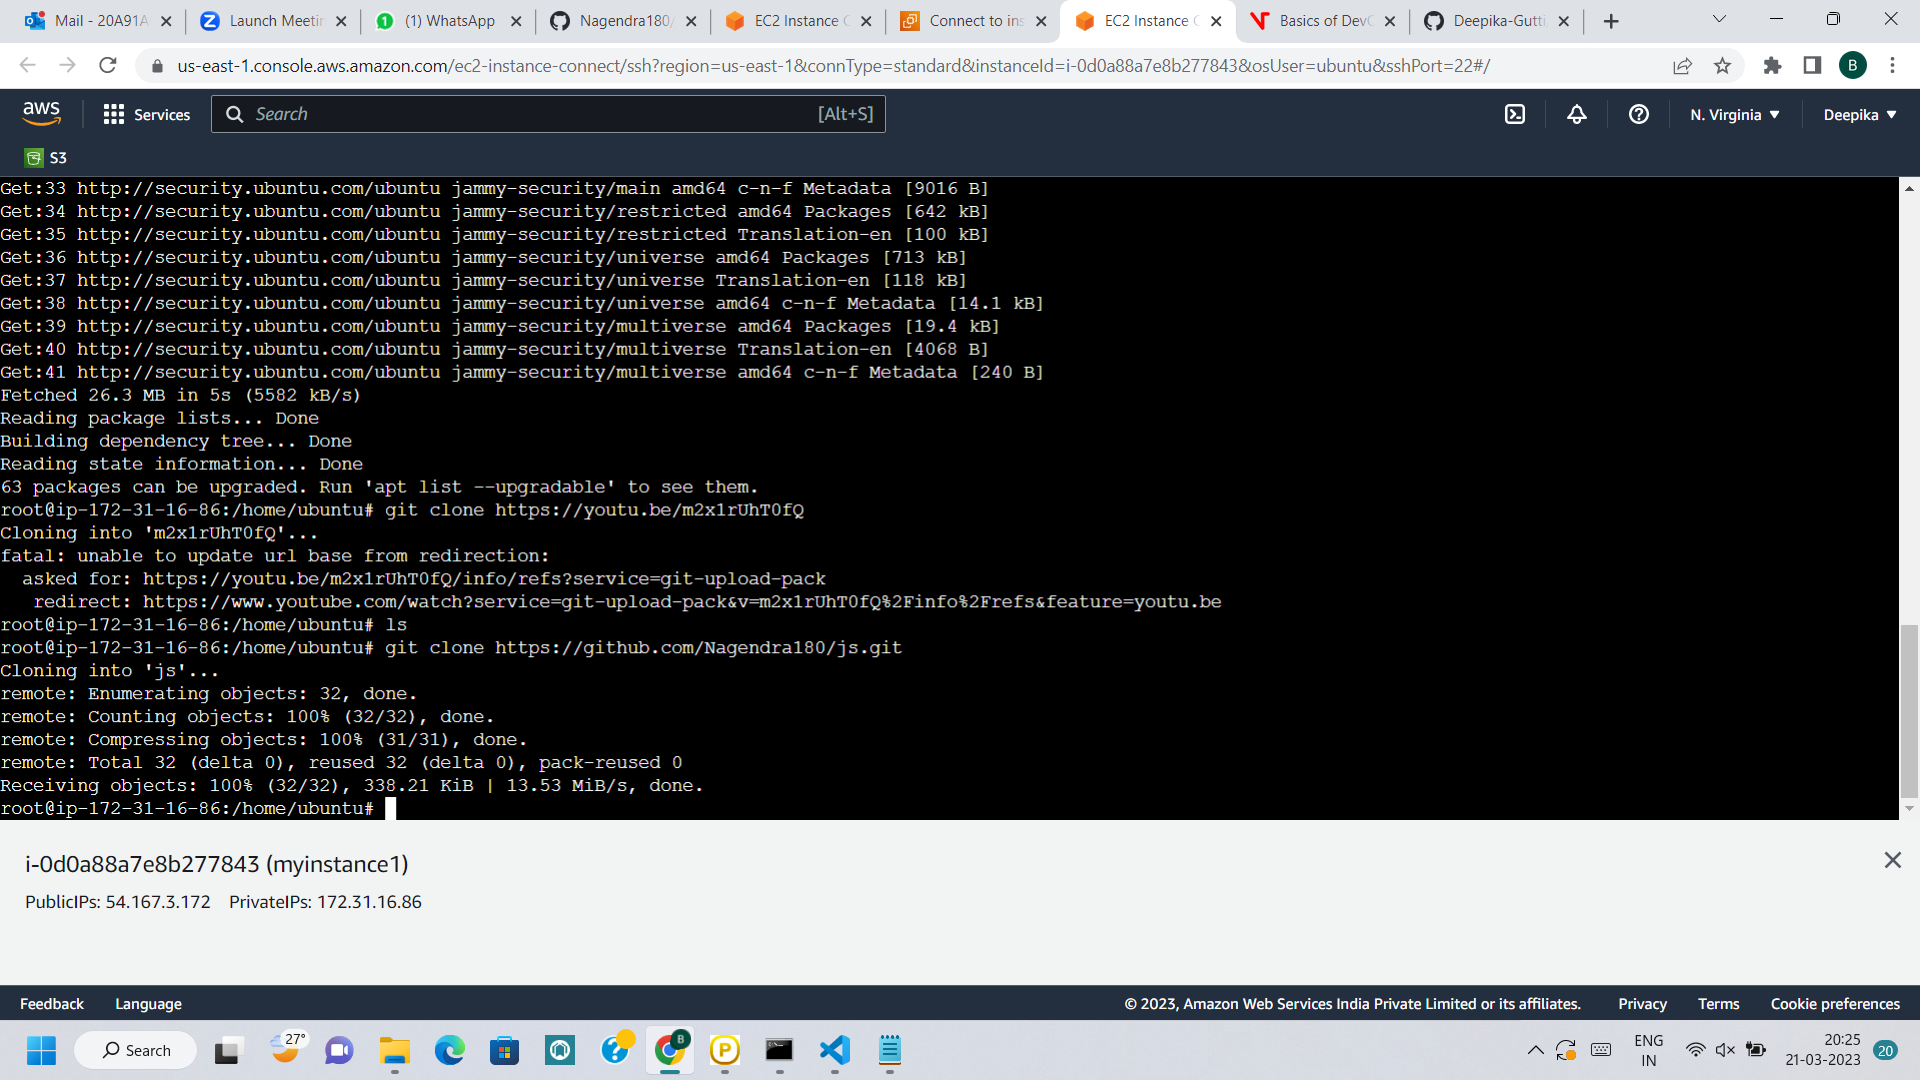 Mail - 20A91A
Launch Meetin
(1) WhatsApp
Nagendra180/
EC2 Instance C
Connect to ins
EC2 Instance C
Basics of DevO
Deepika-Gutti
us-east-1.console.aws.amazon.com/ec2-instance-connect/ssh?region=us-east-1&connType=standard&instanceId=i-0d0a88a7e8b277843&osUser=ubuntu&sshPort=22#/
B
aws
Services
Search
[Alt+S]
N. Virginia
Deepika
S3
Get:33 http://security.ubuntu.com/ubuntu jammy-security/main amd64 c-n-f Metadata [9016 B]
Get:34 http://security.ubuntu.com/ubuntu jammy-security/restricted amd64 Packages [642 kB]
Get:35 http://security.ubuntu.com/ubuntu jammy-security/restricted Translation-en [100 kB]
Get:36 http://security.ubuntu.com/ubuntu jammy-security/universe amd64 Packages [713 kB]
Get:37 http://security.ubuntu.com/ubuntu jammy-security/universe Translation-en [118 kB]
Get:38 http://security.ubuntu.com/ubuntu jammy-security/universe amd64 c-n-f Metadata [14.1 kB]
Get:39 http://security.ubuntu.com/ubuntu jammy-security/multiverse amd64 Packages [19.4 kB]
Get:40 http://security.ubuntu.com/ubuntu jammy-security/multiverse Translation-en [4068 B]
Get:41 http://security.ubuntu.com/ubuntu jammy-security/multiverse amd64 c-n-f Metadata [240 B]
Fetched 26.3 MB in 5s (5582 kB/s)
Reading package lists... Done
Building dependency tree... Done
Reading state information... Done
63 packages can be upgraded. Run 'apt list --upgradable' to see them.
root@ip-172-31-16-86:/home/ubuntu# git clone https://youtu.be/m2x1rUhT0fQ
Cloning into 'm2x1rUhT0fQ'...
fatal: unable to update url base from redirection:
asked for: https://youtu.be/m2x1rUhT0fQ/info/refs?service=git-upload-pack
redirect: https://www.youtube.com/watch?service=git-upload-pack&v=m2x1rUhT0fQ%2Finfo%2Frefs&feature=youtu.be
root@ip-172-31-16-86:/home/ubuntu# ls
root@ip-172-31-16-86:/home/ubuntu# git clone https://github.com/Nagendra180/js.git
Cloning into 'js'...
remote: Enumerating objects: 32, done.
remote: Counting objects: 100% (32/32), done.
remote: Compressing objects: 100% (31/31), done.
remote: Total 32 (delta 0), reused 32 (delta 0), pack-reused 0
Receiving objects: 100% (32/32), 338.21 KiB | 13.53 MiB/s, done.
root@ip-172-31-16-86:/home/ubuntu#
i-0d0a88a7e8b277843 (myinstance1)
PublicIPs: 54.167.3.172 PrivateIPs: 172.31.16.86
Feedback Language
© 2023, Amazon Web Services India Private Limited or its affiliates. Privacy Terms Cookie preferences
Search
27°
B
P
ENG
IN
20:25
21-03-2023
20